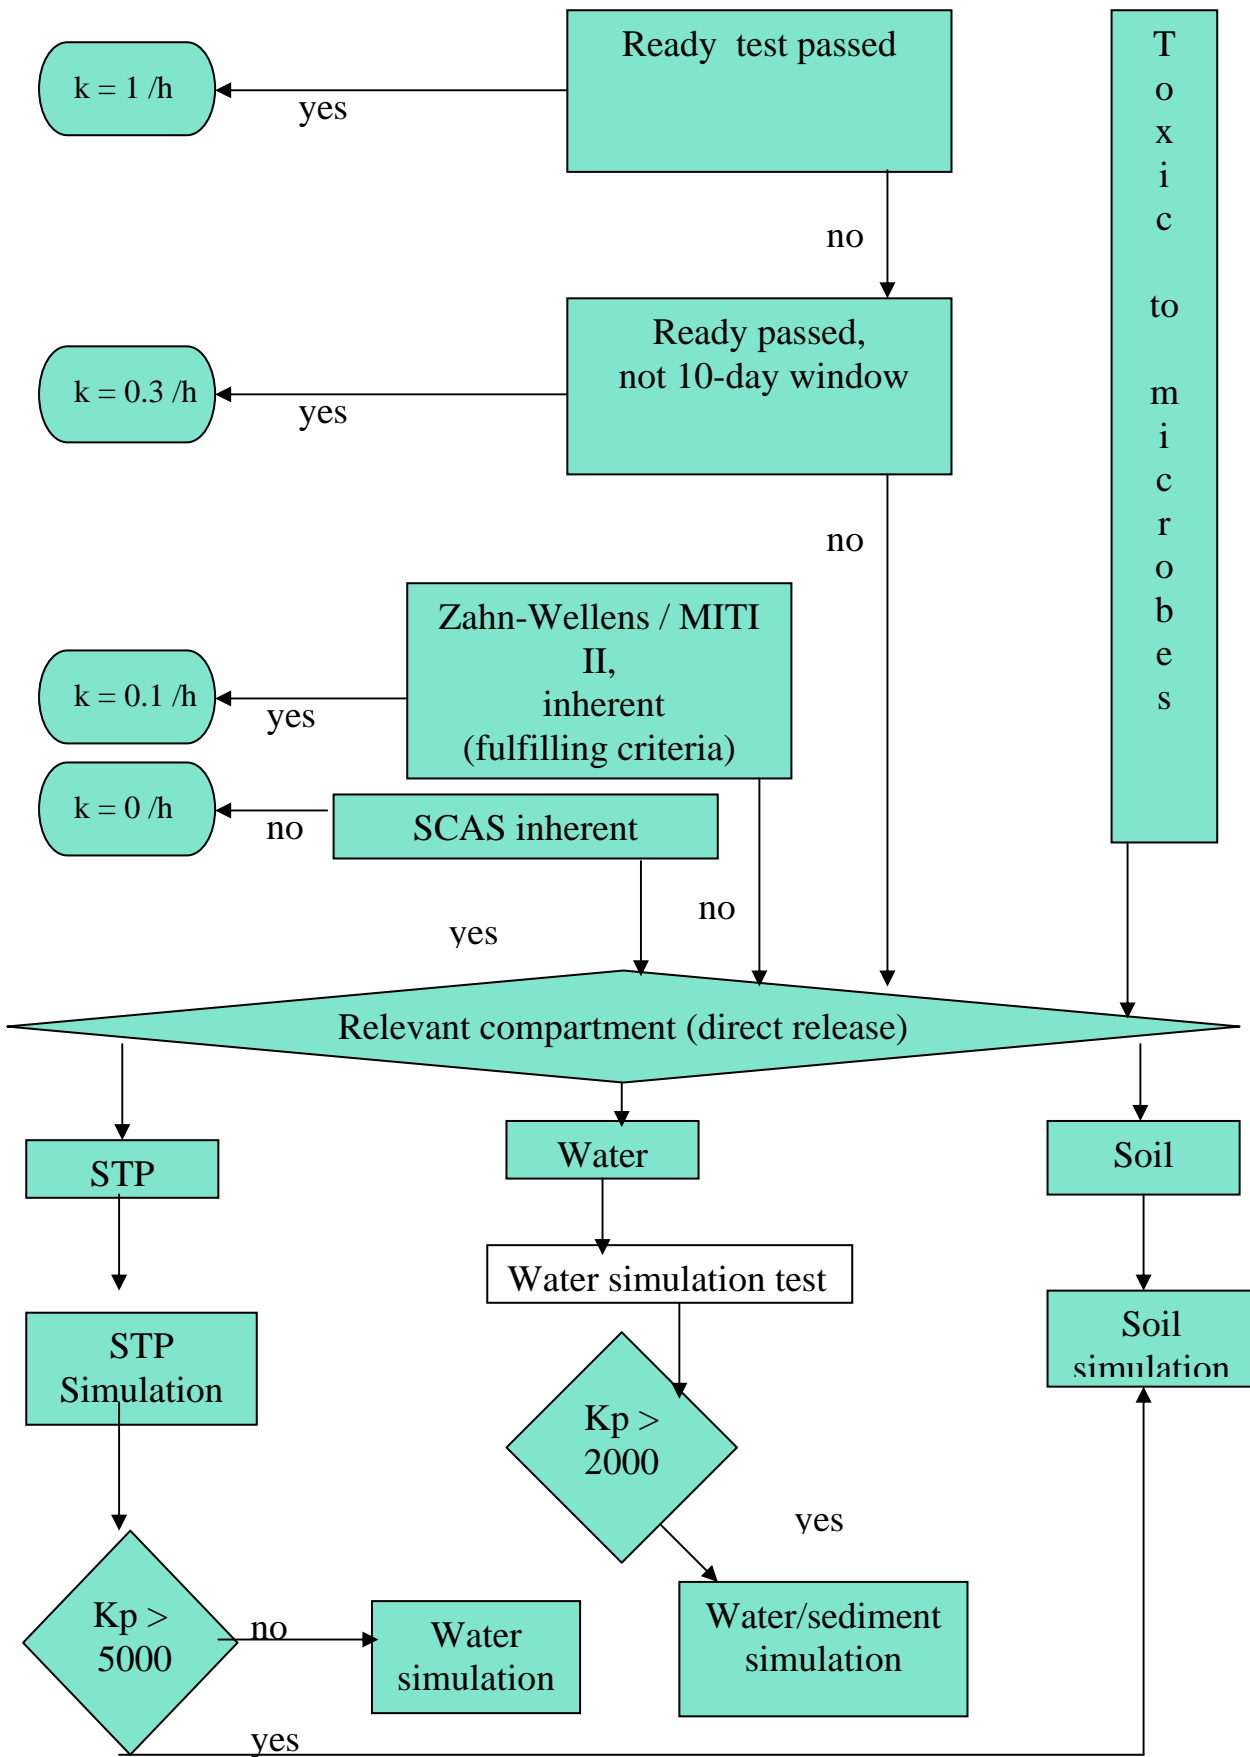 Ready  test passed
k = 1 /h
yes
no
Ready passed,
not 10-day window
k = 0.3 /h
yes
no
Zahn-Wellens / MITI
II,
inherent
(fulfilling criteria)
k = 0.1 /h
yes
k = 0 /h
no
SCAS inherent
no
yes
T
o
x
i
c
to
m
i
c
r
o
b
e
s
Relevant compartment (direct release)
STP
Water
Soil
Water simulation test
STP
Simulation
Soil
simulation
Kp >
2000
yes
Kp >
5000
no
Water
simulation
Water/sediment
simulation
yes